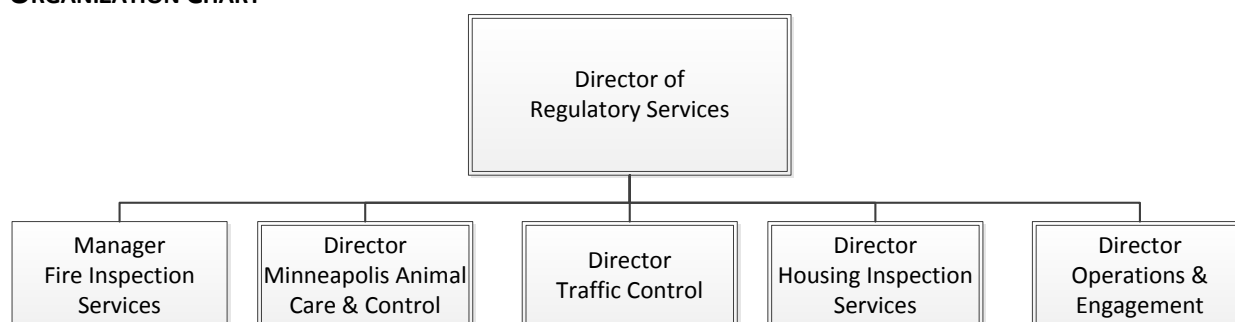 ORGANIZATION CHART
Director of
Regulatory Services
Manager
Fire Inspection
Services
Director
Minneapolis Animal
Care & Control
Director
Traffic Control
Director
Housing Inspection
Services
Director
Operations &
Engagement